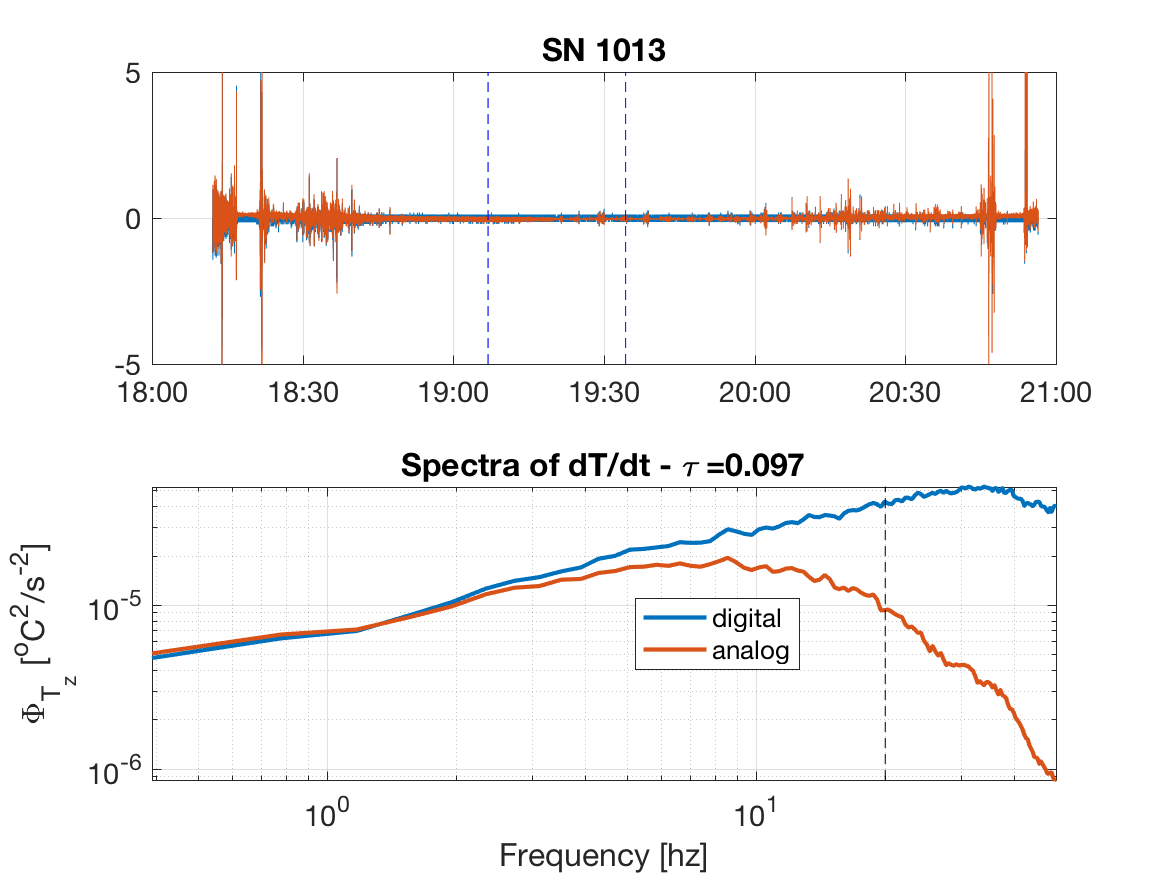 SN 1013
5
0
-5
18:00 18:30 19:00 19:30 20:00 20:30 21:00
Spectra of dT/dt - τ =0.097
Φ_{T_z} [°C²/s⁻²]
10⁻⁵
10⁻⁶
digital
analog
10⁰ 10¹
Frequency [hz]